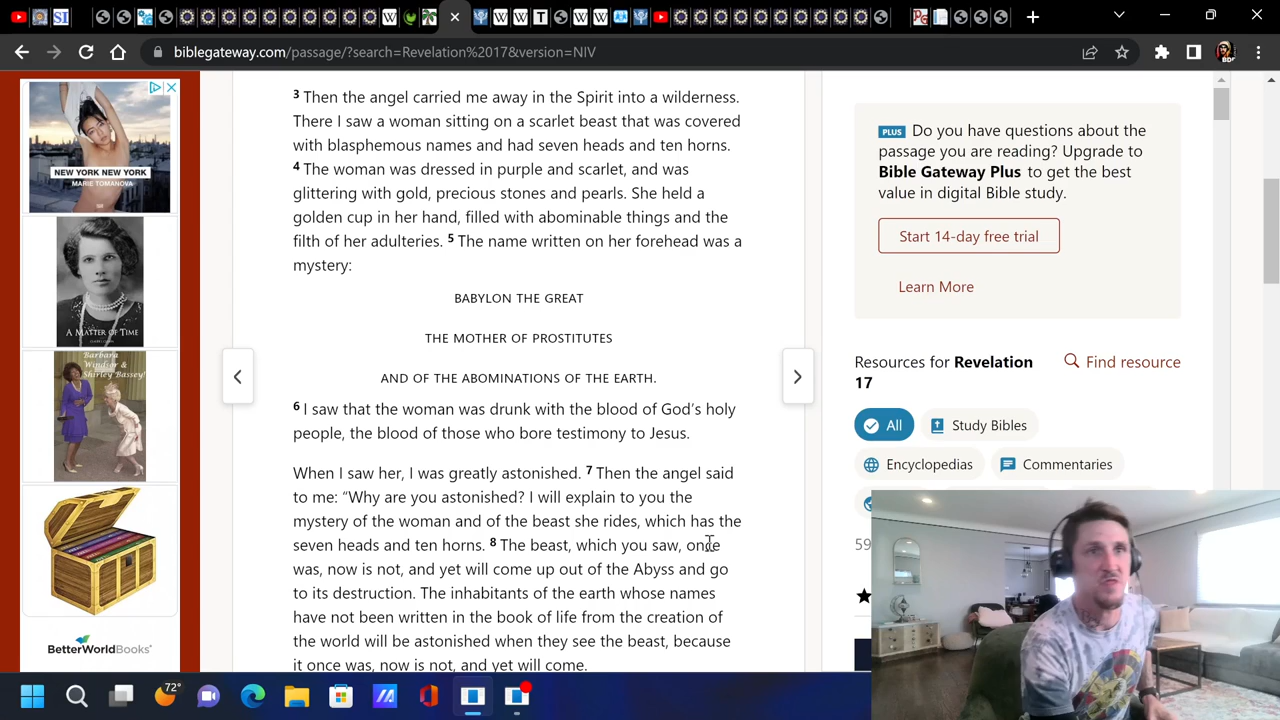 SI
W
W
W
T
W
W
biblegateway.com/passage/?search=Revelation%2017&version=NIV
BDF
NEW YORK NEW YORK
MARIE TOMANOVA
A MATTER OF TIME
Barbara
Windsor &
Shirley Bassey!
BetterWorldBooks
3 Then the angel carried me away in the Spirit into a wilderness.
There I saw a woman sitting on a scarlet beast that was covered
with blasphemous names and had seven heads and ten horns.
4 The woman was dressed in purple and scarlet, and was
glittering with gold, precious stones and pearls. She held a
golden cup in her hand, filled with abominable things and the
filth of her adulteries. 5 The name written on her forehead was a
mystery:
BABYLON THE GREAT
THE MOTHER OF PROSTITUTES
AND OF THE ABOMINATIONS OF THE EARTH.
6 I saw that the woman was drunk with the blood of God’s holy
people, the blood of those who bore testimony to Jesus.
When I saw her, I was greatly astonished. 7 Then the angel said
to me: “Why are you astonished? I will explain to you the
mystery of the woman and of the beast she rides, which has the
seven heads and ten horns. 8 The beast, which you saw, once
was, now is not, and yet will come up out of the Abyss and go
to its destruction. The inhabitants of the earth whose names
have not been written in the book of life from the creation of
the world will be astonished when they see the beast, because
it once was, now is not, and yet will come.
PLUS Do you have questions about the
passage you are reading? Upgrade to
Bible Gateway Plus to get the best
value in digital Bible study.
Start 14-day free trial
Learn More
Resources for Revelation
17
Find resource
All
Study Bibles
Encyclopedias
Commentaries
59
72°